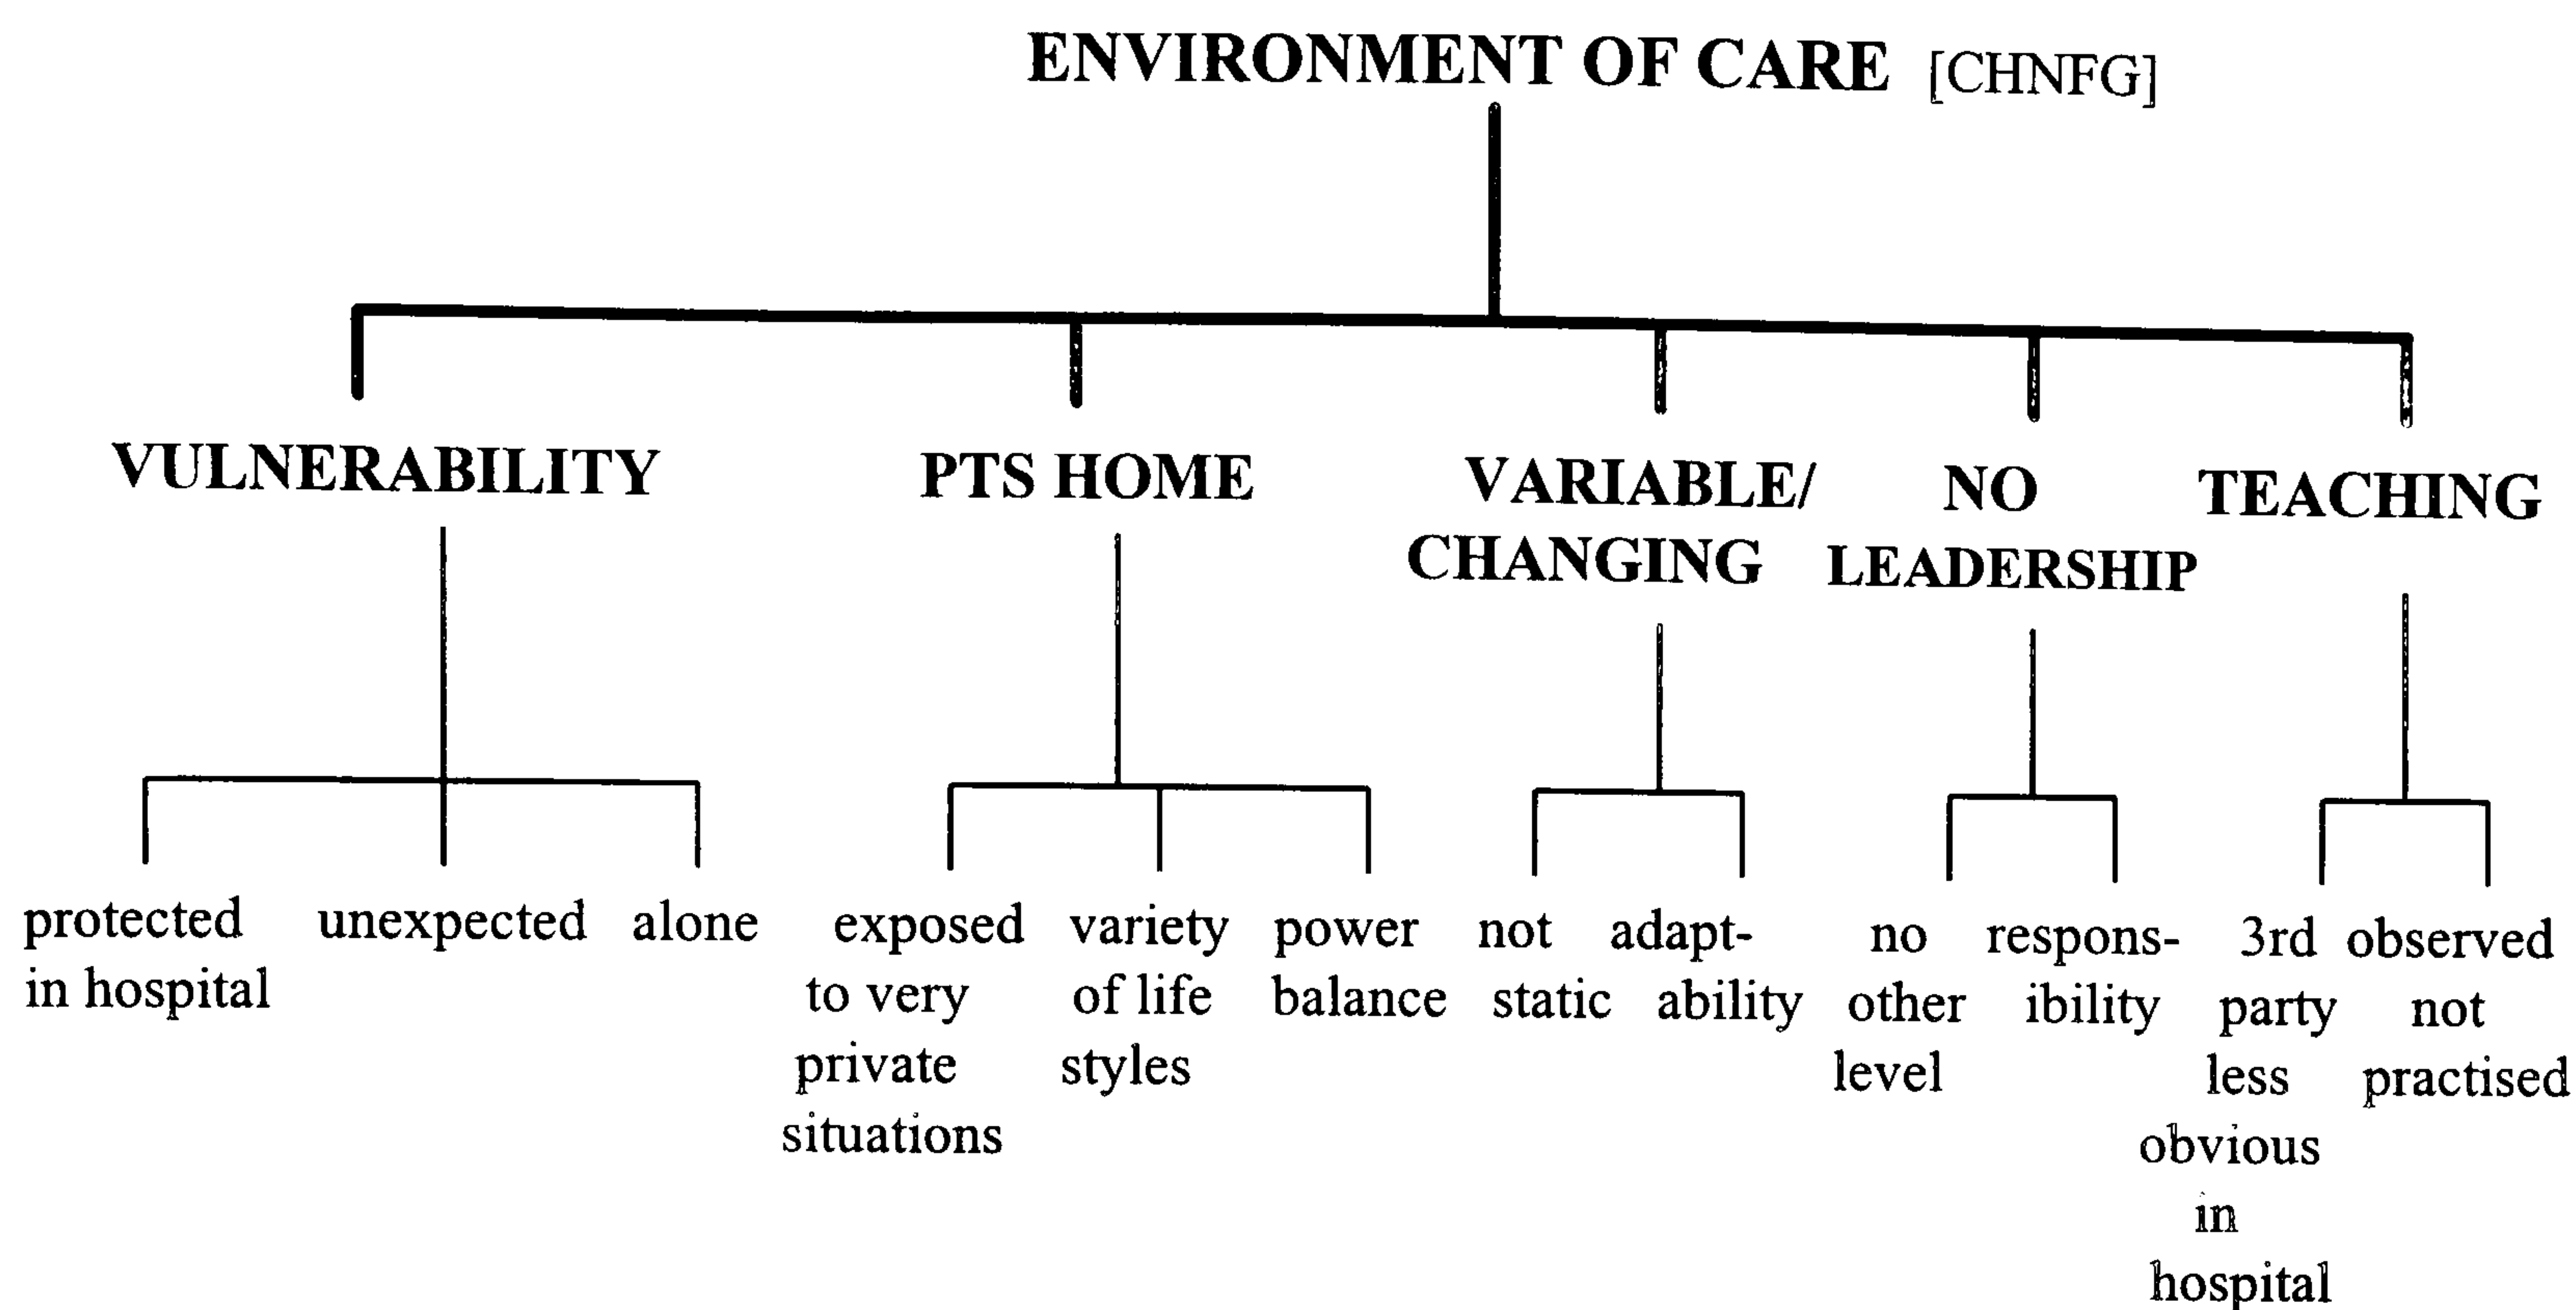 ENVIRONMENT OF CARE [CHNFG]
VULNERABILITY
PTS HOME
VARIABLE/
CHANGING
NO
LEADERSHIP
TEACHING
protected
in hospital
unexpected
alone
exposed
to very
private
situations
variety
of life
styles
power
balance
not
static
adapt-
ability
no
other
level
respons-
ibility
3rd
party
less
obvious
in
hospital
observed
not
practised